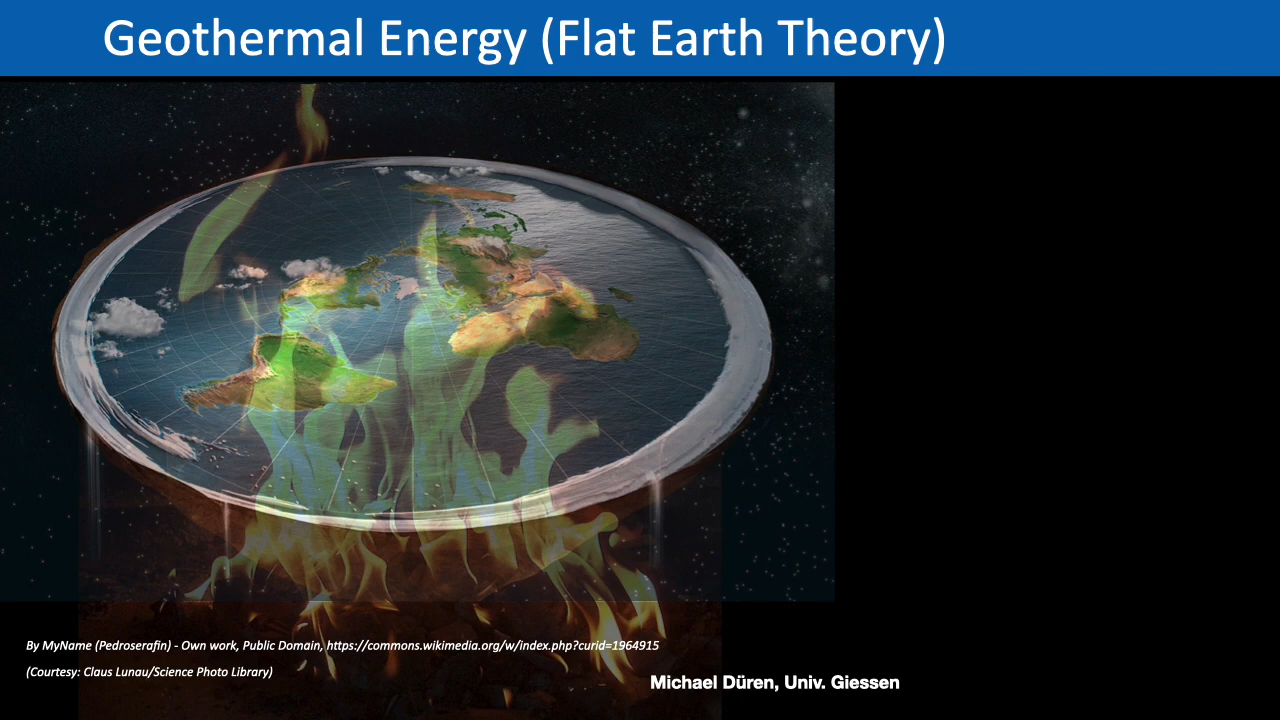 Geothermal Energy (Flat Earth Theory)
By MyName (Pedroserafin) - Own work, Public Domain, https://commons.wikimedia.org/w/index.php?curid=1964915
(Courtesy: Claus Lunau/Science Photo Library)
Michael Düren, Univ. Giessen